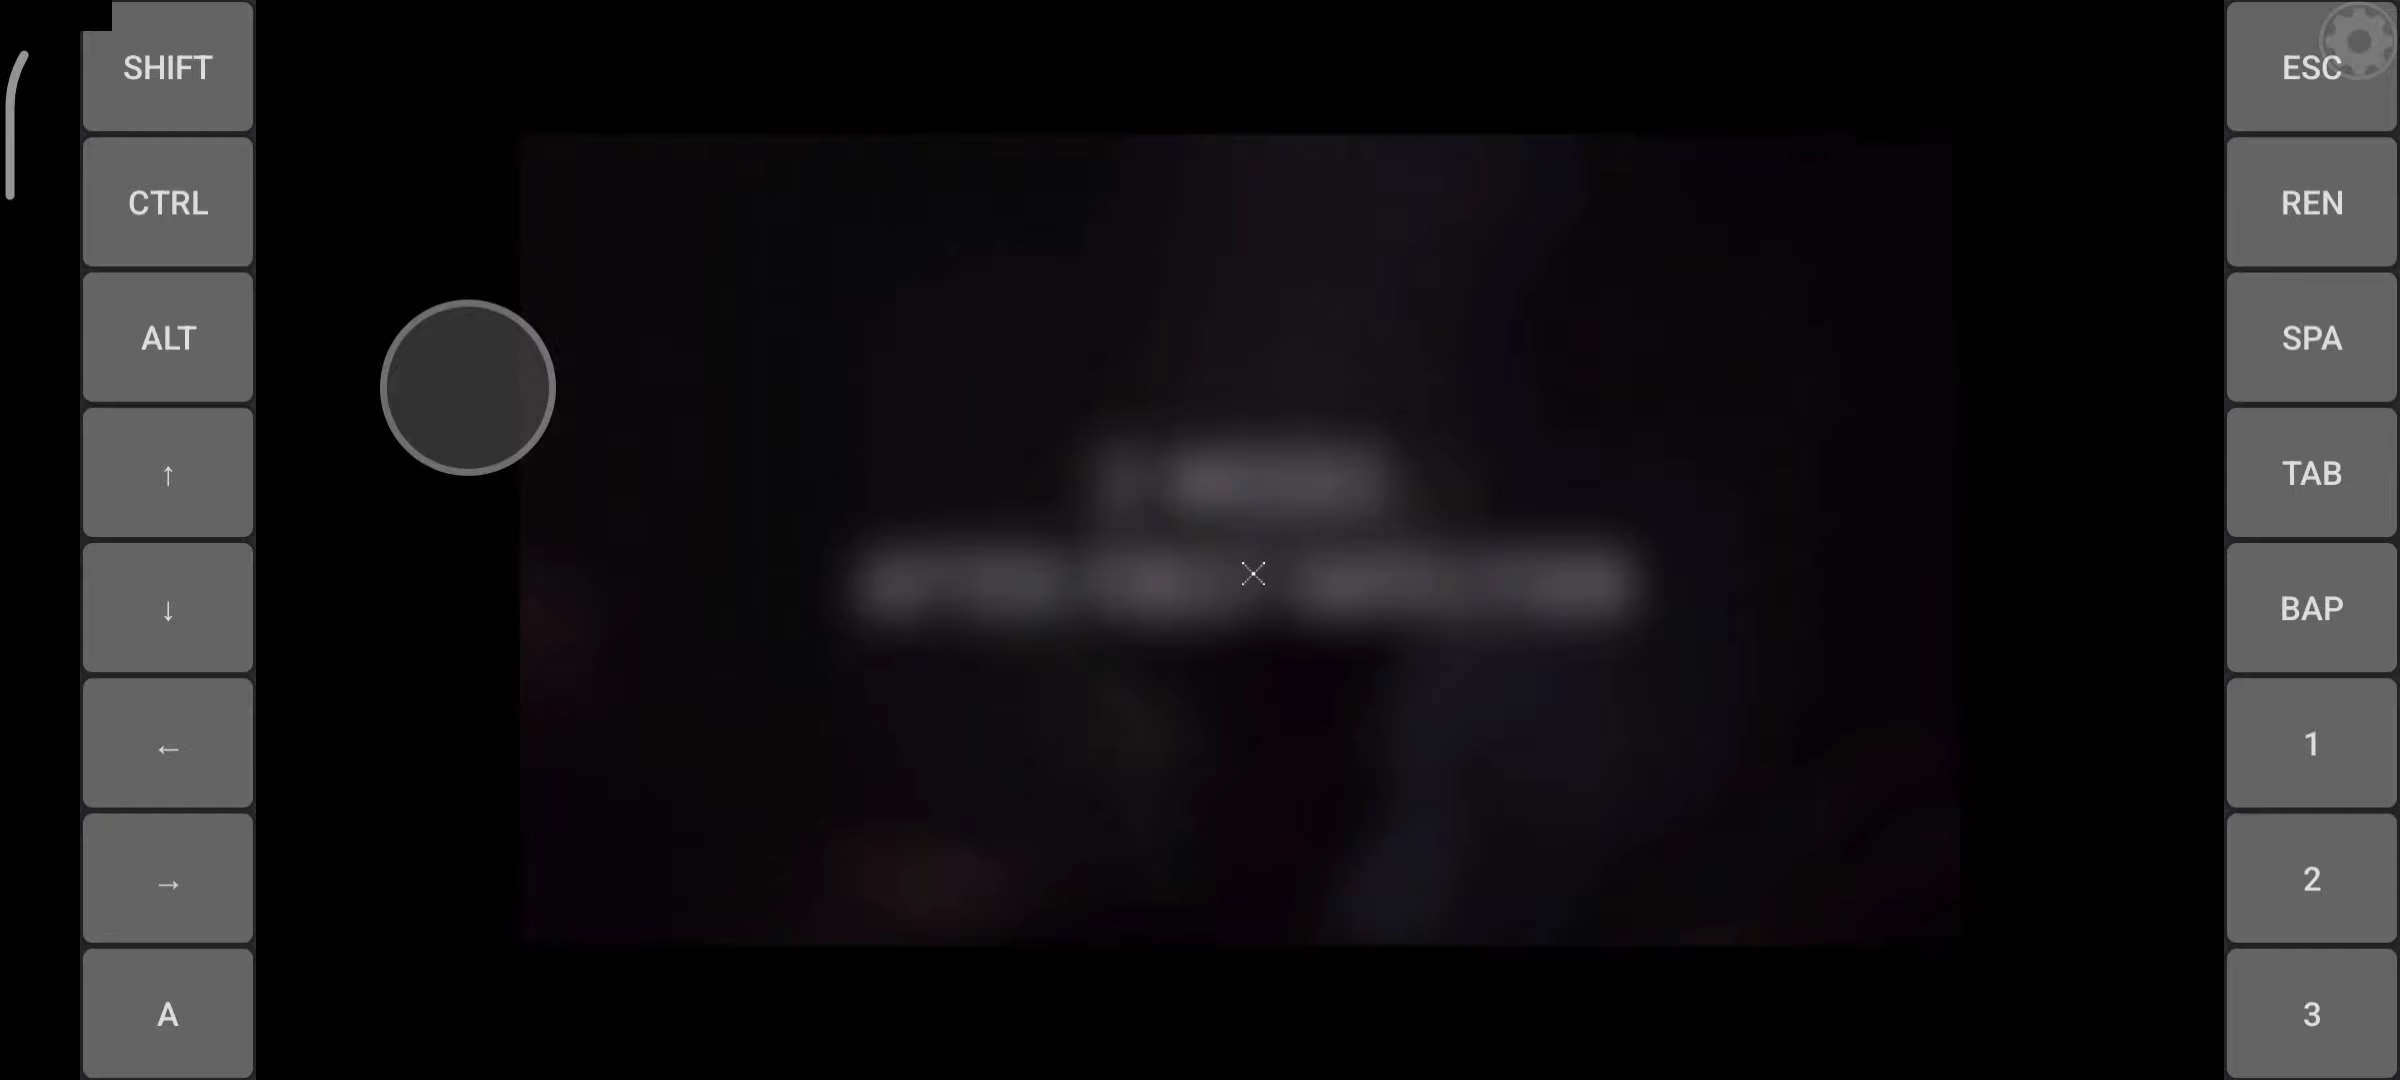 SHIFT
CTRL
ALT
↑
↓
←
→
A
ESC
REN
SPA
TAB
BAP
1
2
3